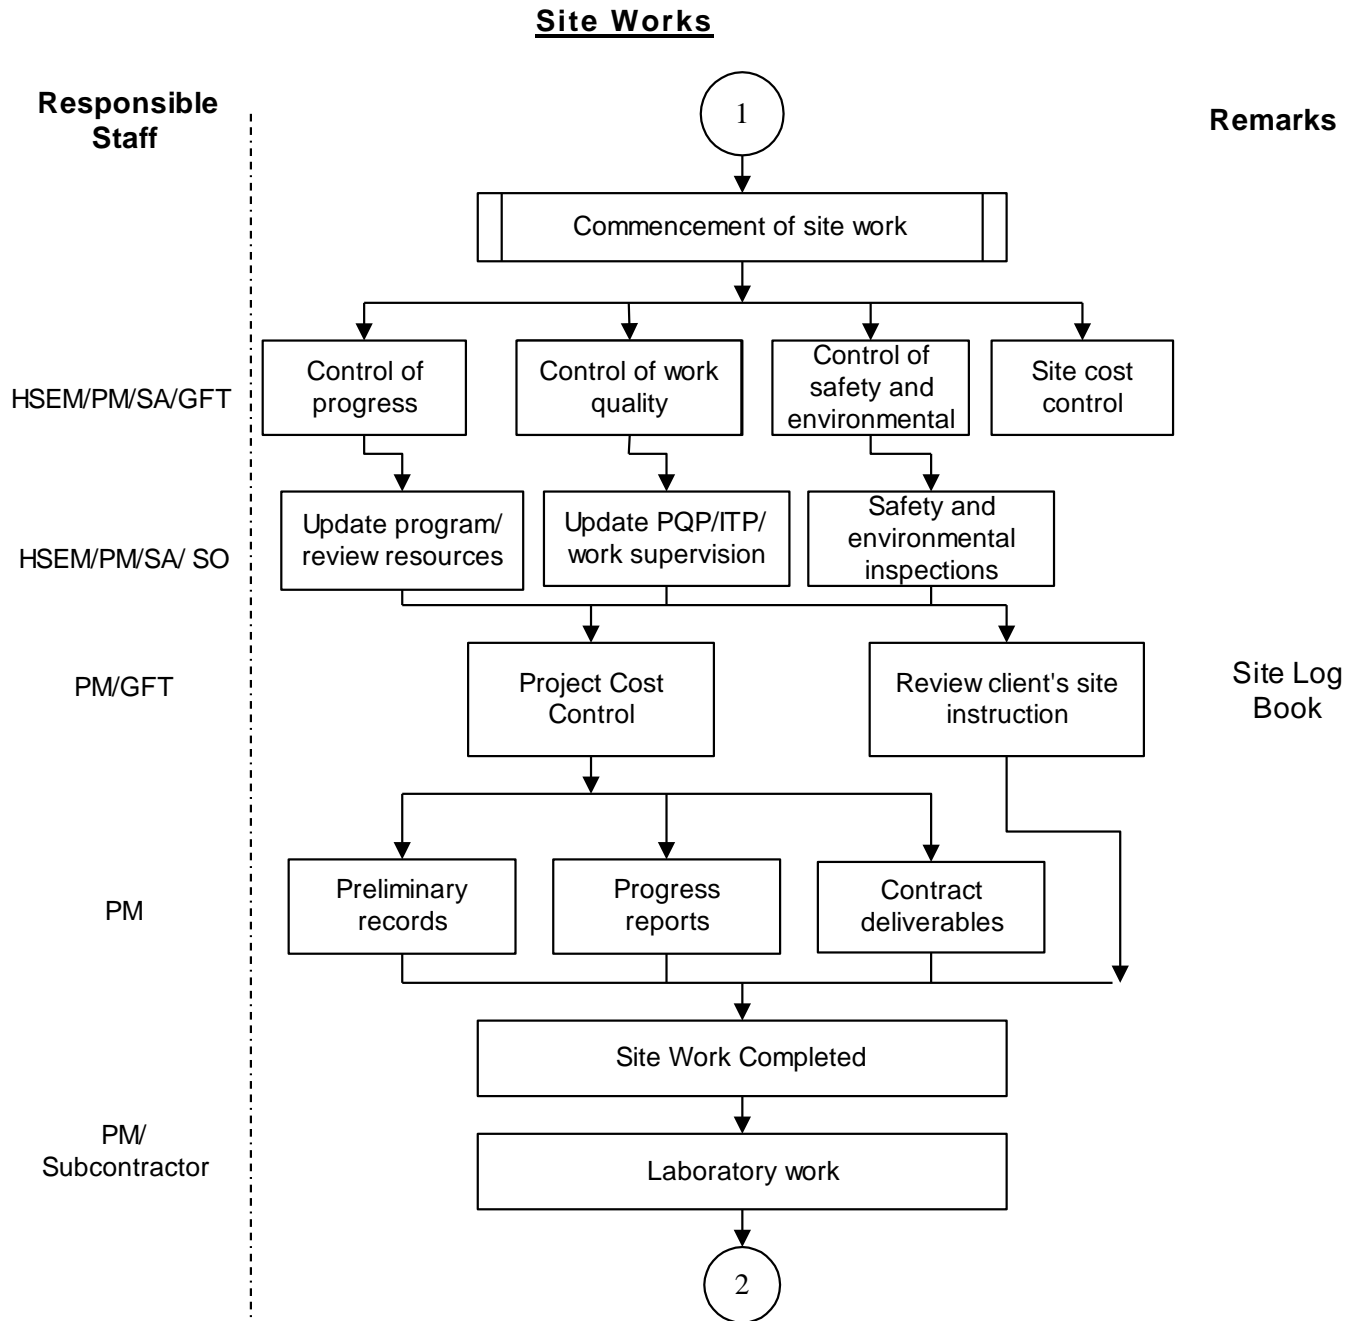 Site Works
Responsible
Staff
1
Remarks
Commencement of site work
HSEM/PM/SA/GFT
Control of
progress
Control of work
quality
Control of
safety and
environmental
Site cost
control
HSEM/PM/SA/ SO
Update program/
review resources
Update PQP/ITP/
work supervision
Safety and
environmental
inspections
PM/GFT
Project Cost
Control
Review client's site
instruction
Site Log
Book
PM
Preliminary
records
Progress
reports
Contract
deliverables
Site Work Completed
PM/
Subcontractor
Laboratory work
2